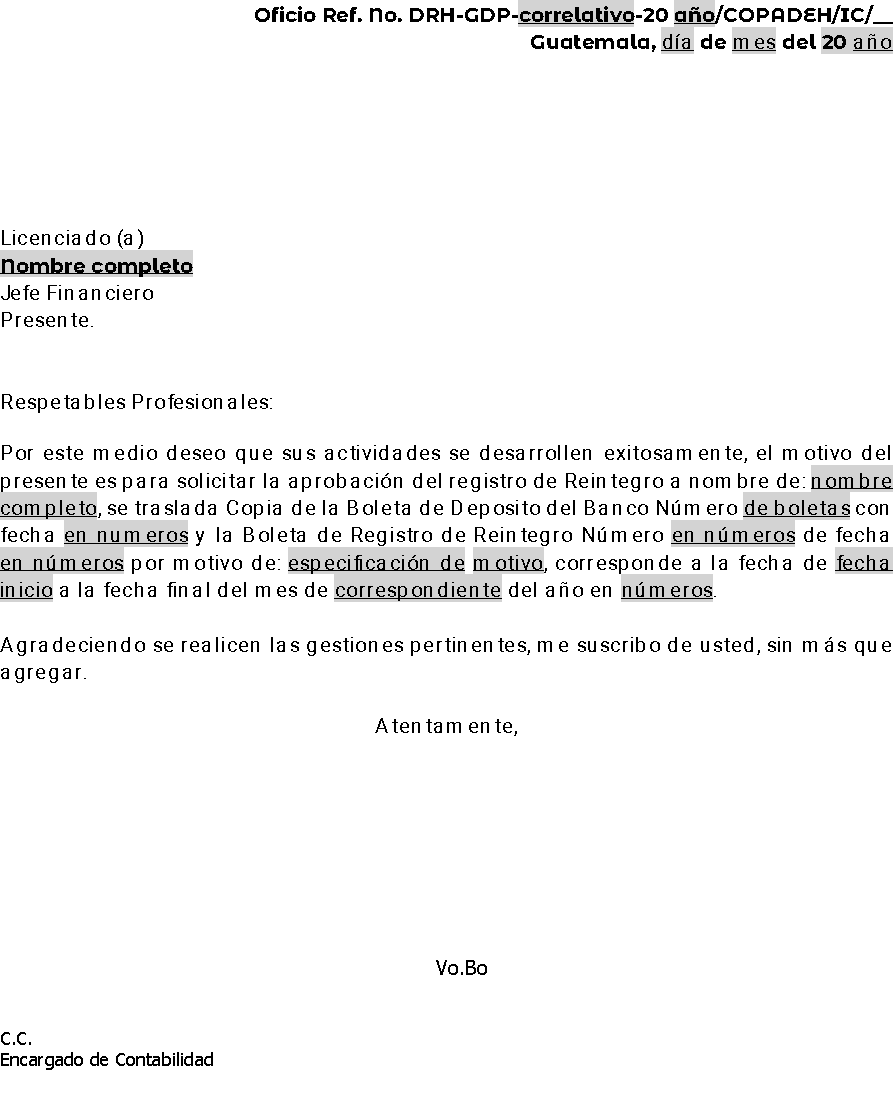 Oficio Ref. No. DRH-GDP-correlativo-20 año/COPADEH/IC/__
Guatemala, día de mes del 20 año
Licenciado (a)
Nombre completo
Jefe Financiero
Presente.
Respetables Profesionales:
Por este medio deseo que sus actividades se desarrollen exitosamente, el motivo del
presente es para solicitar la aprobación del registro de Reintegro a nombre de: nombre
completo, se traslada Copia de la Boleta de Deposito del Banco Número de boletas con
fecha en numeros y la Boleta de Registro de Reintegro Número en números de fecha
en números por motivo de: especificación de motivo, corresponde a la fecha de fecha
inicio a la fecha final del mes de correspondiente del año en números.
Agradeciendo se realicen las gestiones pertinentes, me suscribo de usted, sin más que
agregar.
Atentamente,
Vo.Bo
C.C.
Encargado de Contabilidad